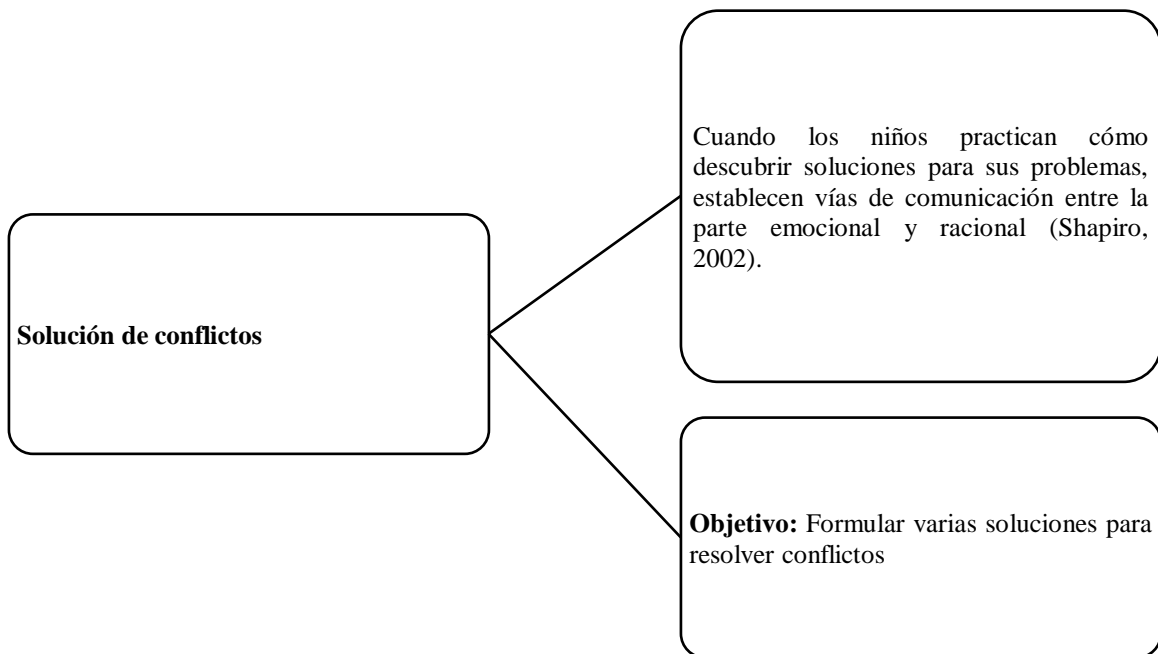 Solución de conflictos
Cuando los niños practican cómo
descubrir soluciones para sus problemas,
establecen vías de comunicación entre la
parte emocional y racional (Shapiro,
2002).
Objetivo: Formular varias soluciones para
resolver conflictos